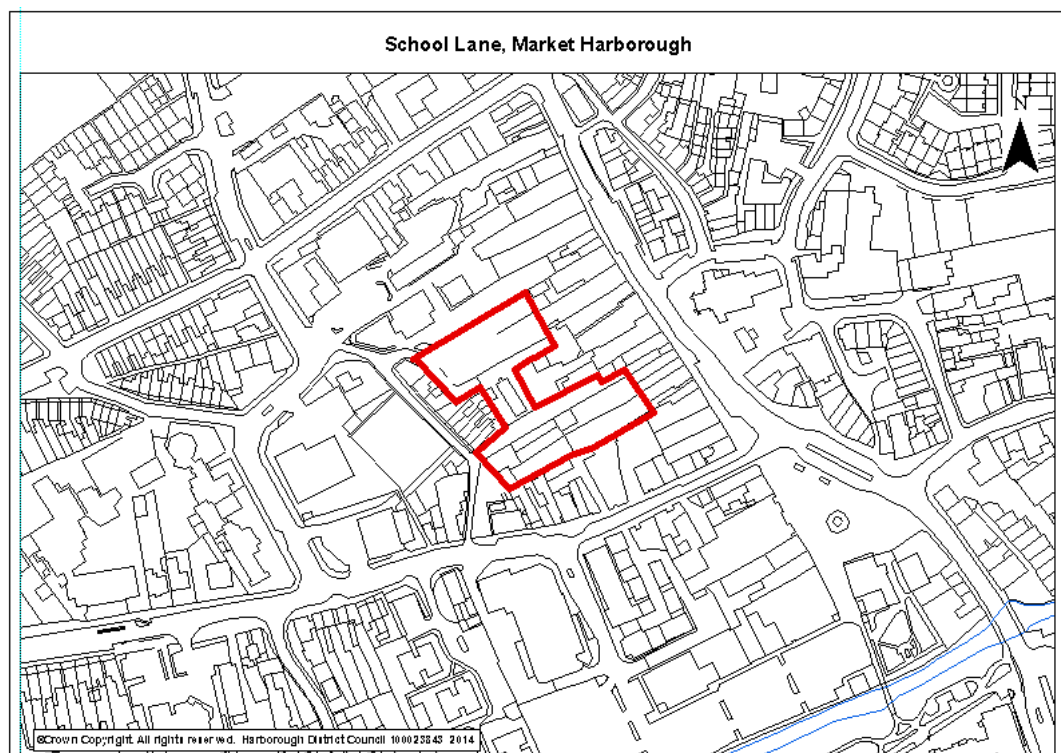 School Lane, Market Harborough
N
©Crown Copyright. All rights reserved. Harborough District Council 100023843 2014